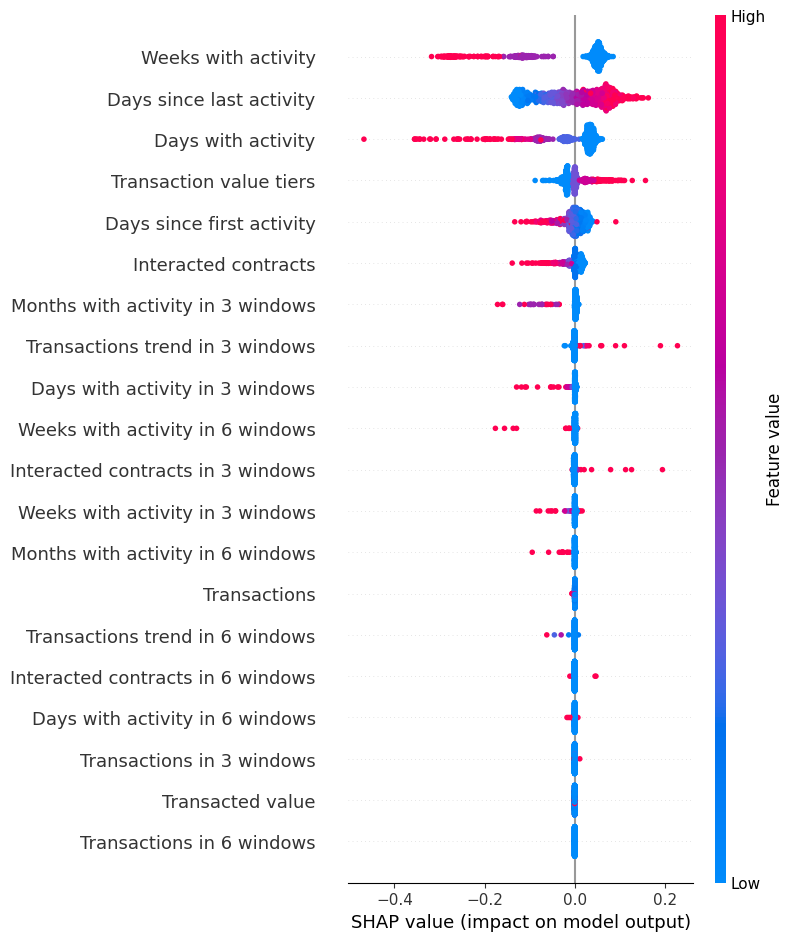 High
Weeks with activity
Days since last activity
Days with activity
Transaction value tiers
Days since first activity
Interacted contracts
Months with activity in 3 windows
Transactions trend in 3 windows
Days with activity in 3 windows
Weeks with activity in 6 windows
Interacted contracts in 3 windows
Weeks with activity in 3 windows
Months with activity in 6 windows
Transactions
Transactions trend in 6 windows
Interacted contracts in 6 windows
Days with activity in 6 windows
Transactions in 3 windows
Transacted value
Transactions in 6 windows
Feature value
Low
−0.4 −0.2 0.0 0.2
SHAP value (impact on model output)